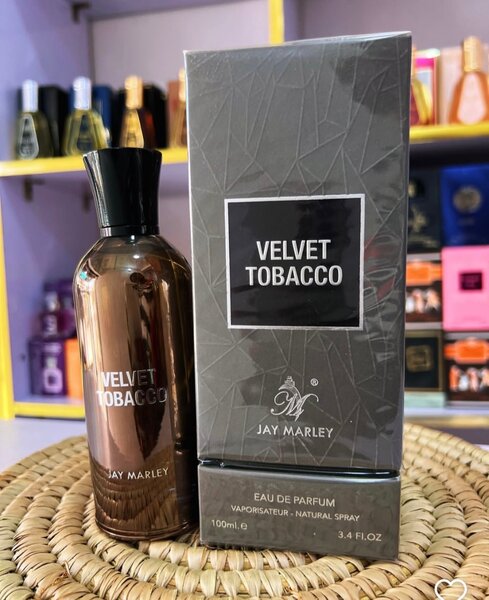 VELVET
TOBACCO
JAY MARLEY
VELVET
TOBACCO
M
®
JAY MARLEY
EAU DE PARFUM
VAPORISATEUR - NATURAL SPRAY
100ml.e
3.4 Fl.OZ